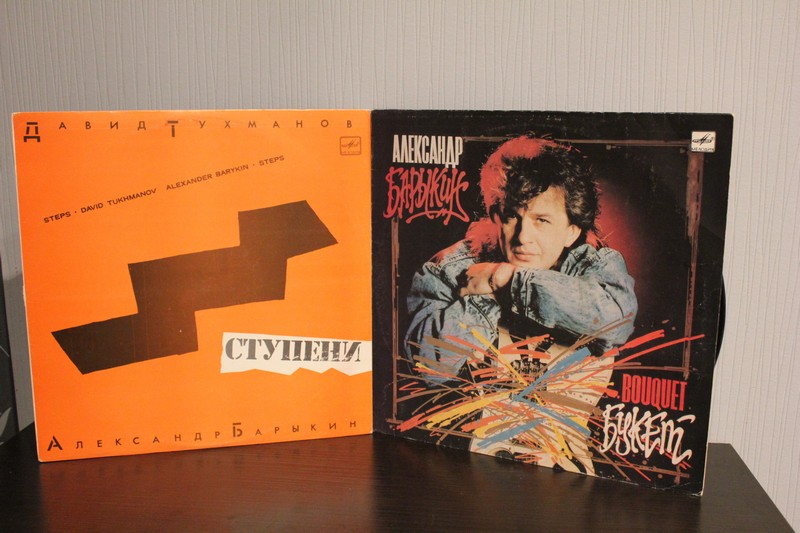 ДАВИД ТУХМАНОВ
STEPS · DAVID TUKHMANOV ALEXANDER BARYKIN · STEPS
СТУПЕНИ
АЛЕКСАНДР БАРЫКИН
АЛЕКСАНДР
БАРЫКИН
BOUQUET
БУКЕТ